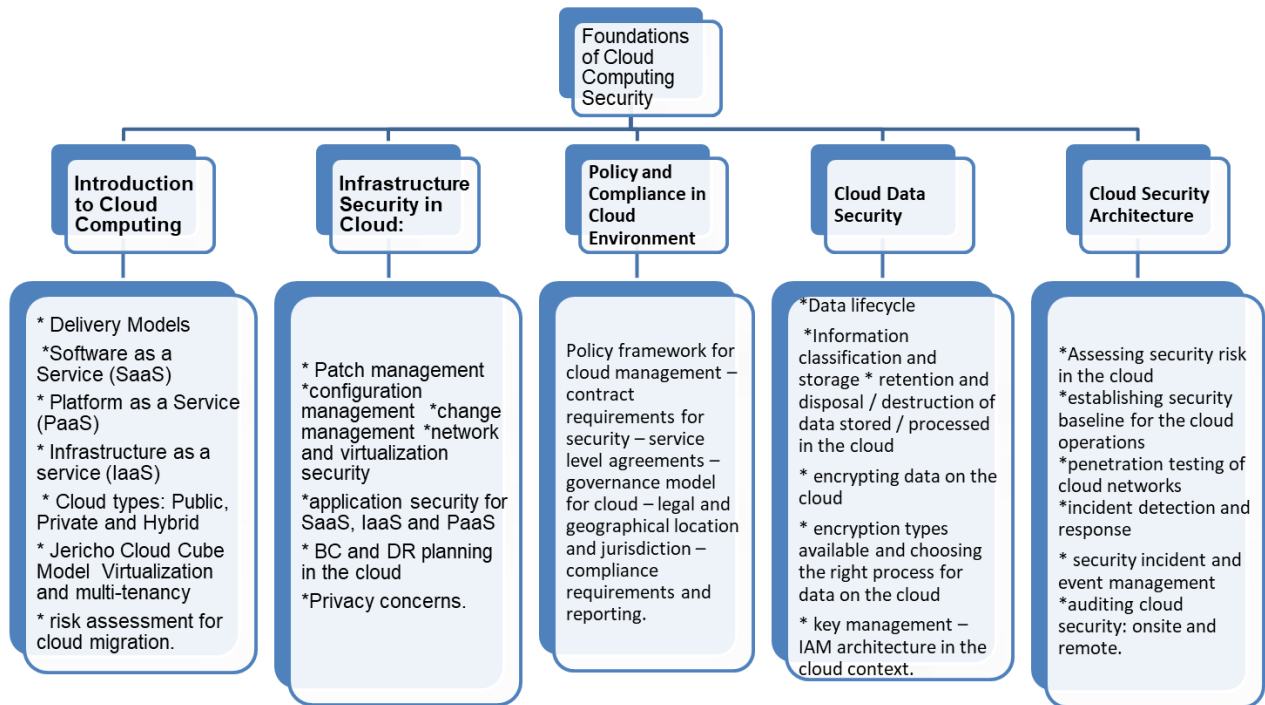 Foundations
of Cloud
Computing
Security
Introduction
to Cloud
Computing
Infrastructure
Security in
Cloud:
Policy and
Compliance in
Cloud
Environment
Cloud Data
Security
Cloud Security
Architecture
* Delivery Models
*Software as a
Service (SaaS)
* Platform as a Service
(PaaS)
* Infrastructure as a
service (IaaS)
* Cloud types: Public,
Private and Hybrid
* Jericho Cloud Cube
Model Virtualization
and multi-tenancy
* risk assessment for
cloud migration.
* Patch management
*configuration
management *change
management *network
and virtualization
security
*application security for
SaaS, IaaS and PaaS
* BC and DR planning
in the cloud
*Privacy concerns.
Policy framework for
cloud management –
contract
requirements for
security – service
level agreements –
governance model
for cloud – legal and
geographical location
and jurisdiction –
compliance
requirements and
reporting.
*Data lifecycle
*Information
classification and
storage * retention and
disposal / destruction of
data stored / processed
in the cloud
* encrypting data on the
cloud
* encryption types
available and choosing
the right process for
data on the cloud
* key management –
IAM architecture in the
cloud context.
*Assessing security risk
in the cloud
*establishing security
baseline for the cloud
operations
*penetration testing of
cloud networks
*incident detection and
response
* security incident and
event management
*auditing cloud
security: onsite and
remote.